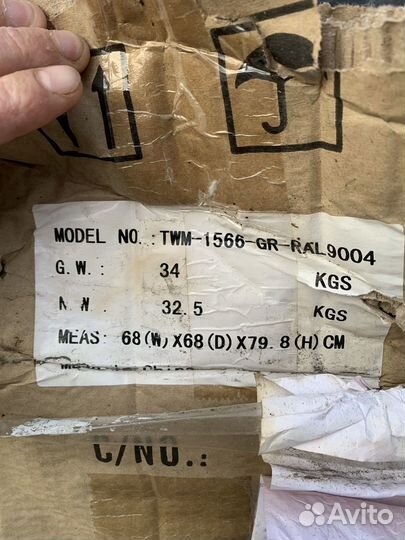 MODEL NO.: TWM-1566-GR-RAL9004
G.W.: 34 KGS
N.W. 32.5 KGS
MEAS: 68(W)X68(D)X79.8(H)CM
C/NO.:
Avito